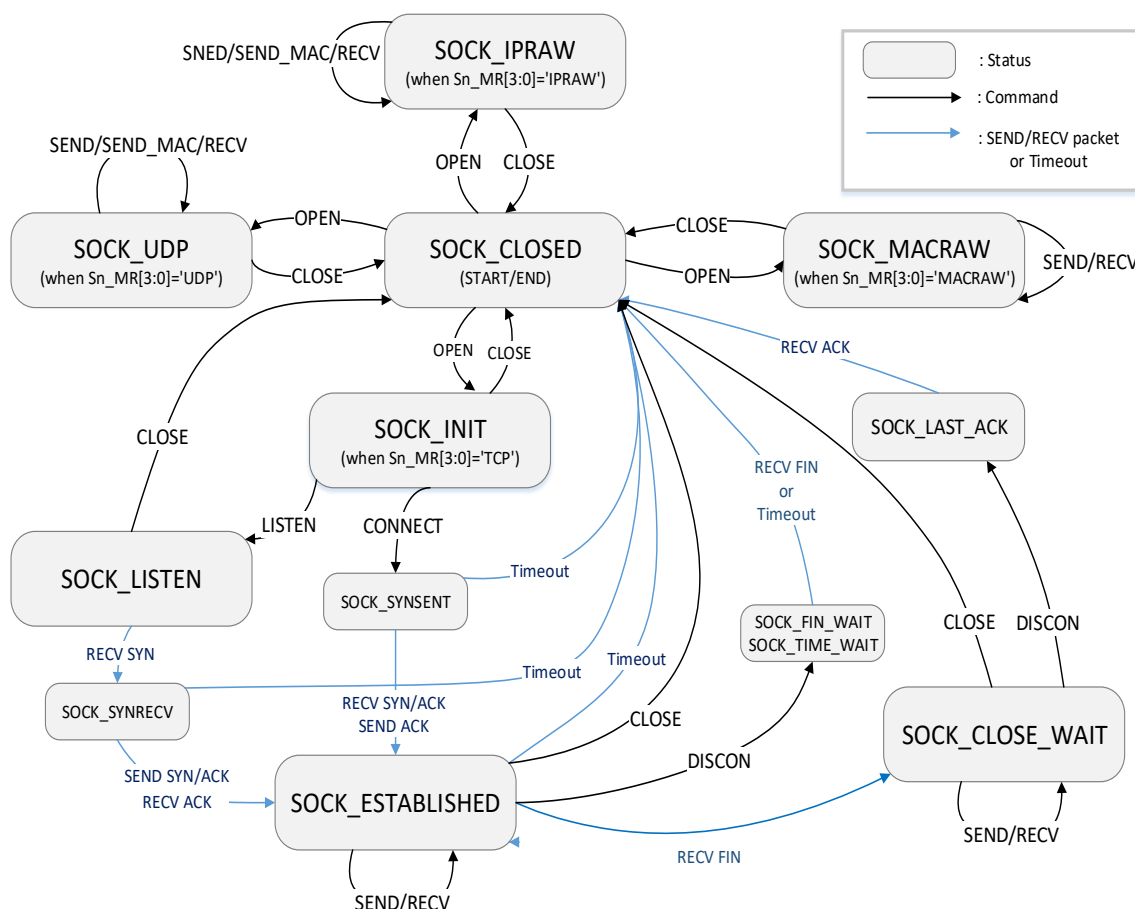 SOCK_IPRAW
(when Sn_MR[3:0]='IPRAW')
SNED/SEND_MAC/RECV
: Status
: Command
: SEND/RECV packet
or Timeout
SEND/SEND_MAC/RECV
OPEN
CLOSE
OPEN
CLOSE
SOCK_UDP
(when Sn_MR[3:0]='UDP')
CLOSE
SOCK_CLOSED
(START/END)
OPEN
SOCK_MACRAW
(when Sn_MR[3:0]='MACRAW')
SEND/RECV
OPEN
CLOSE
RECV ACK
CLOSE
SOCK_INIT
(when Sn_MR[3:0]='TCP')
SOCK_LAST_ACK
RECV FIN
or
Timeout
LISTEN
CONNECT
SOCK_LISTEN
Timeout
SOCK_SYNSENT
SOCK_FIN_WAIT
SOCK_TIME_WAIT
CLOSE
DISCON
RECV SYN
Timeout
Timeout
SOCK_SYNRECV
RECV SYN/ACK
SEND ACK
CLOSE
SOCK_CLOSE_WAIT
DISCON
SEND SYN/ACK
RECV ACK
SOCK_ESTABLISHED
SEND/RECV
RECV FIN
SEND/RECV